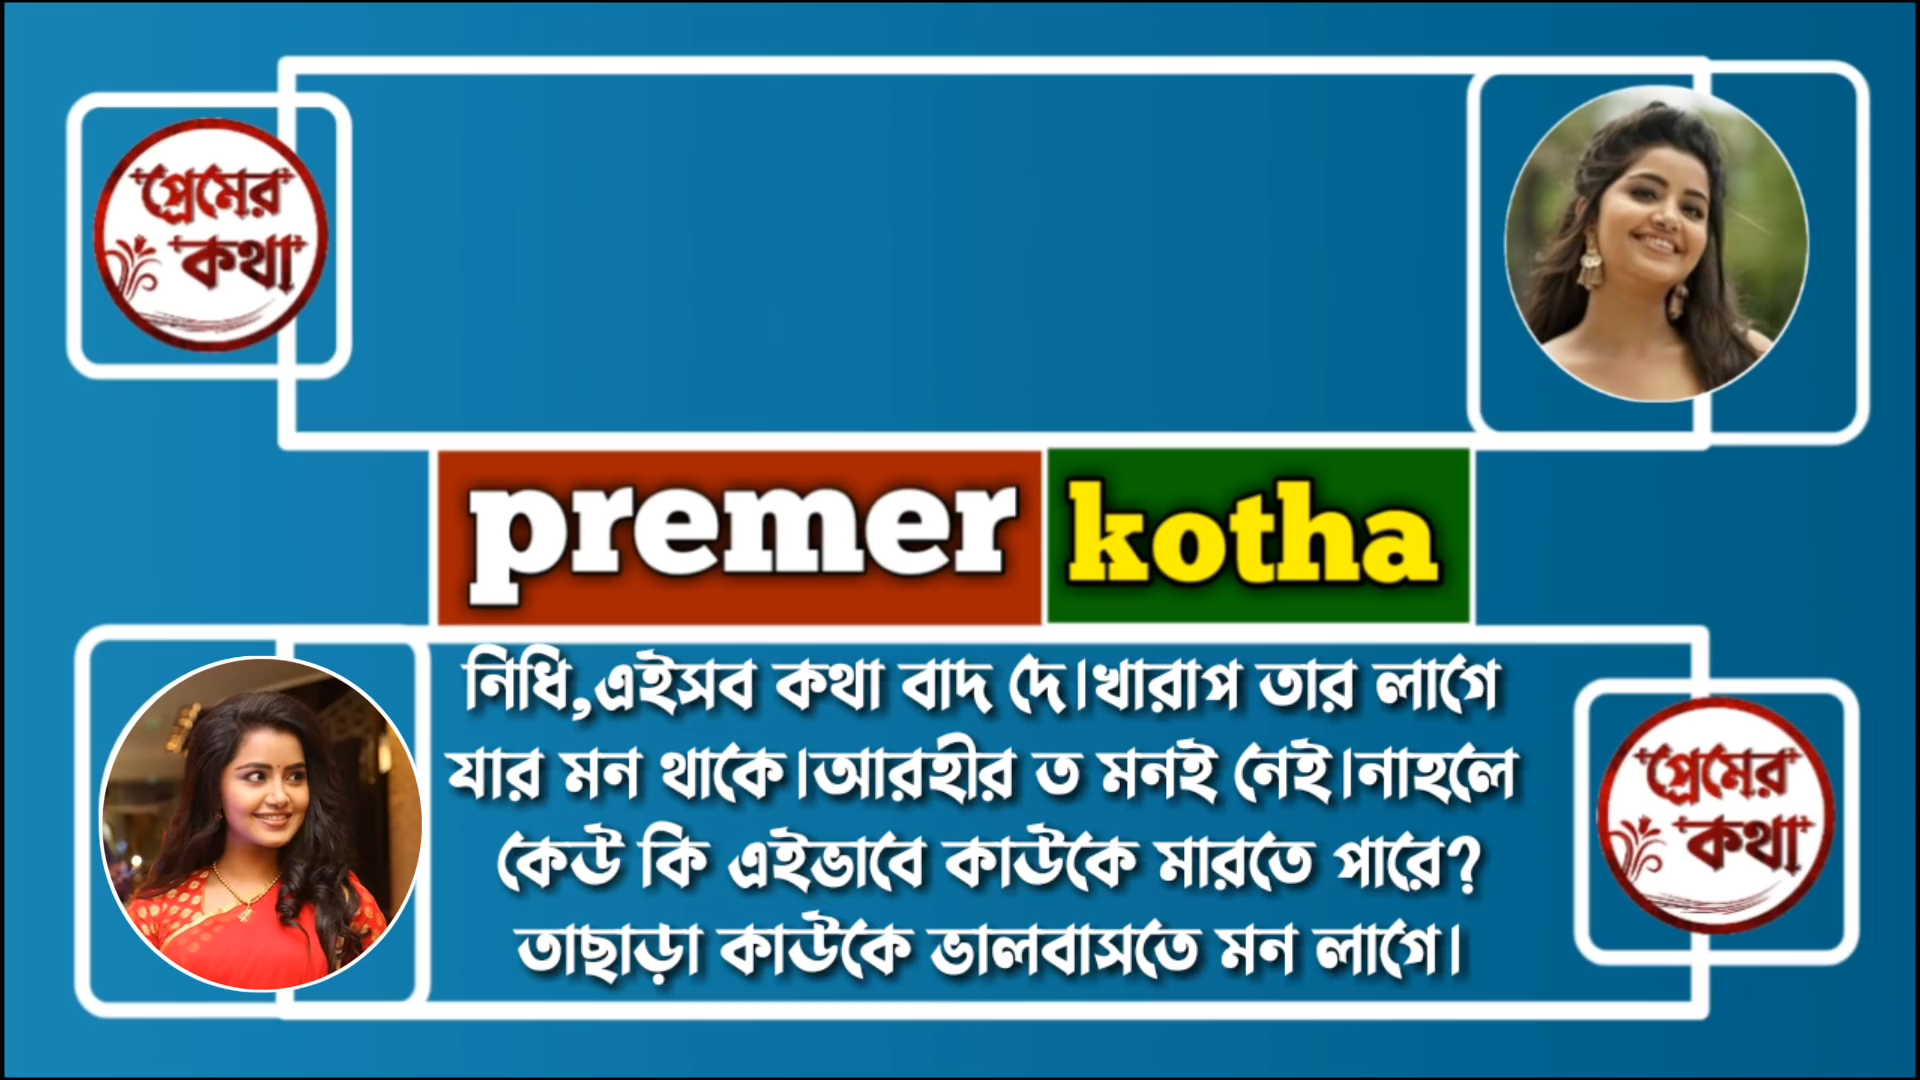 প্রেমের
কথা
premer kotha
নিধি,এইসব কথা বাদ দে।খারাপ তার লাগে
যার মন থাকে।আরহীর ত মনই নেই।নাহলে
কেউ কি এইভাবে কাউকে মারতে পারে?
তাছাড়া কাউকে ভালবাসতে মন লাগে।
প্রেমের
কথা